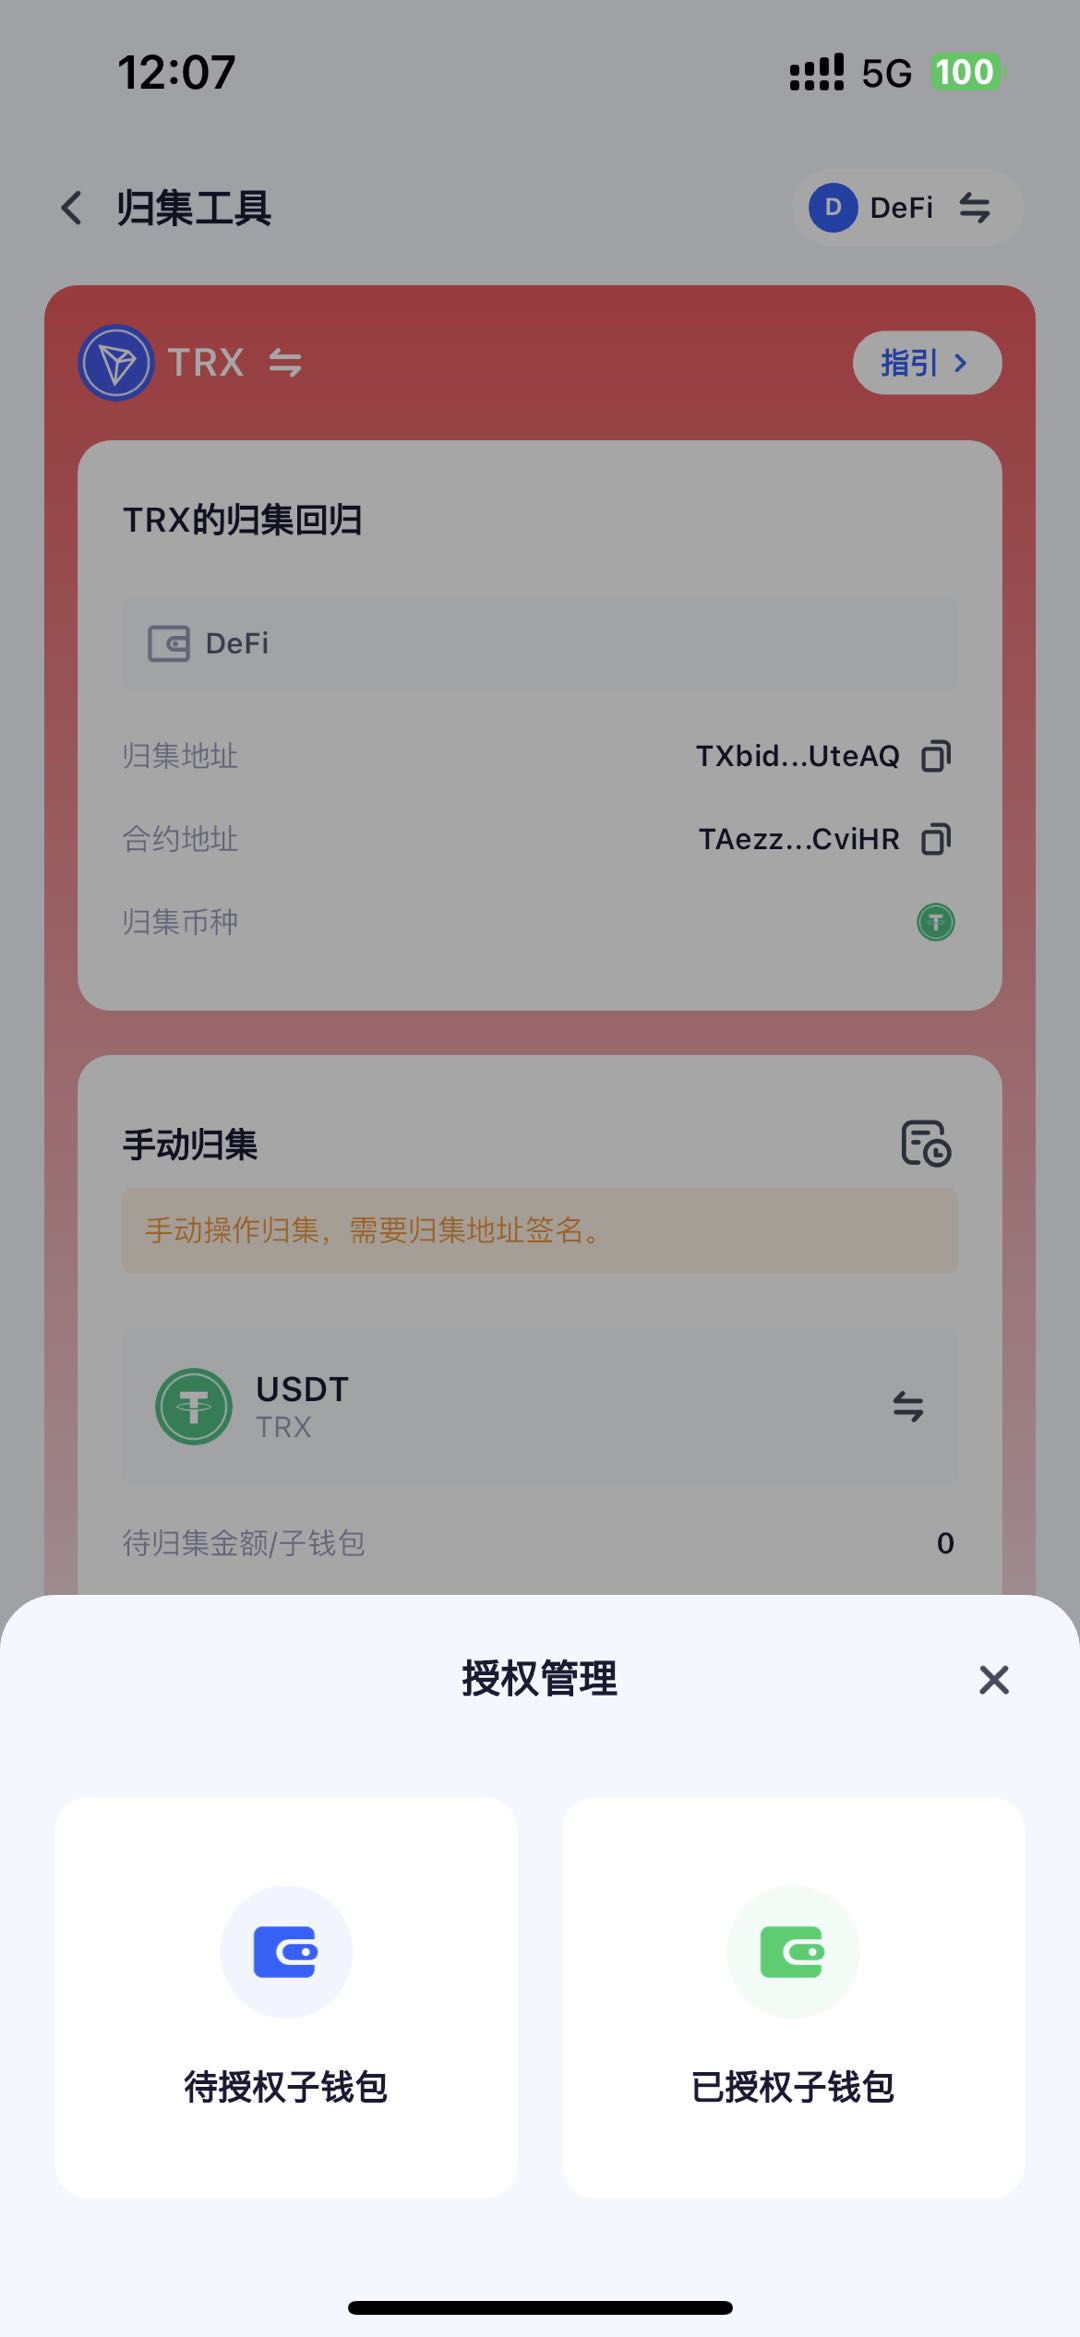 12:07 5G 100
归集工具 D DeFi
TRX 指引
TRX的归集回归
DeFi
归集地址 TXbid...UteAQ
合约地址 TAezz...CviHR
归集币种
手动归集
手动操作归集，需要归集地址签名。
USDT
TRX
待归集金额/子钱包 0
授权管理
待授权子钱包 已授权子钱包